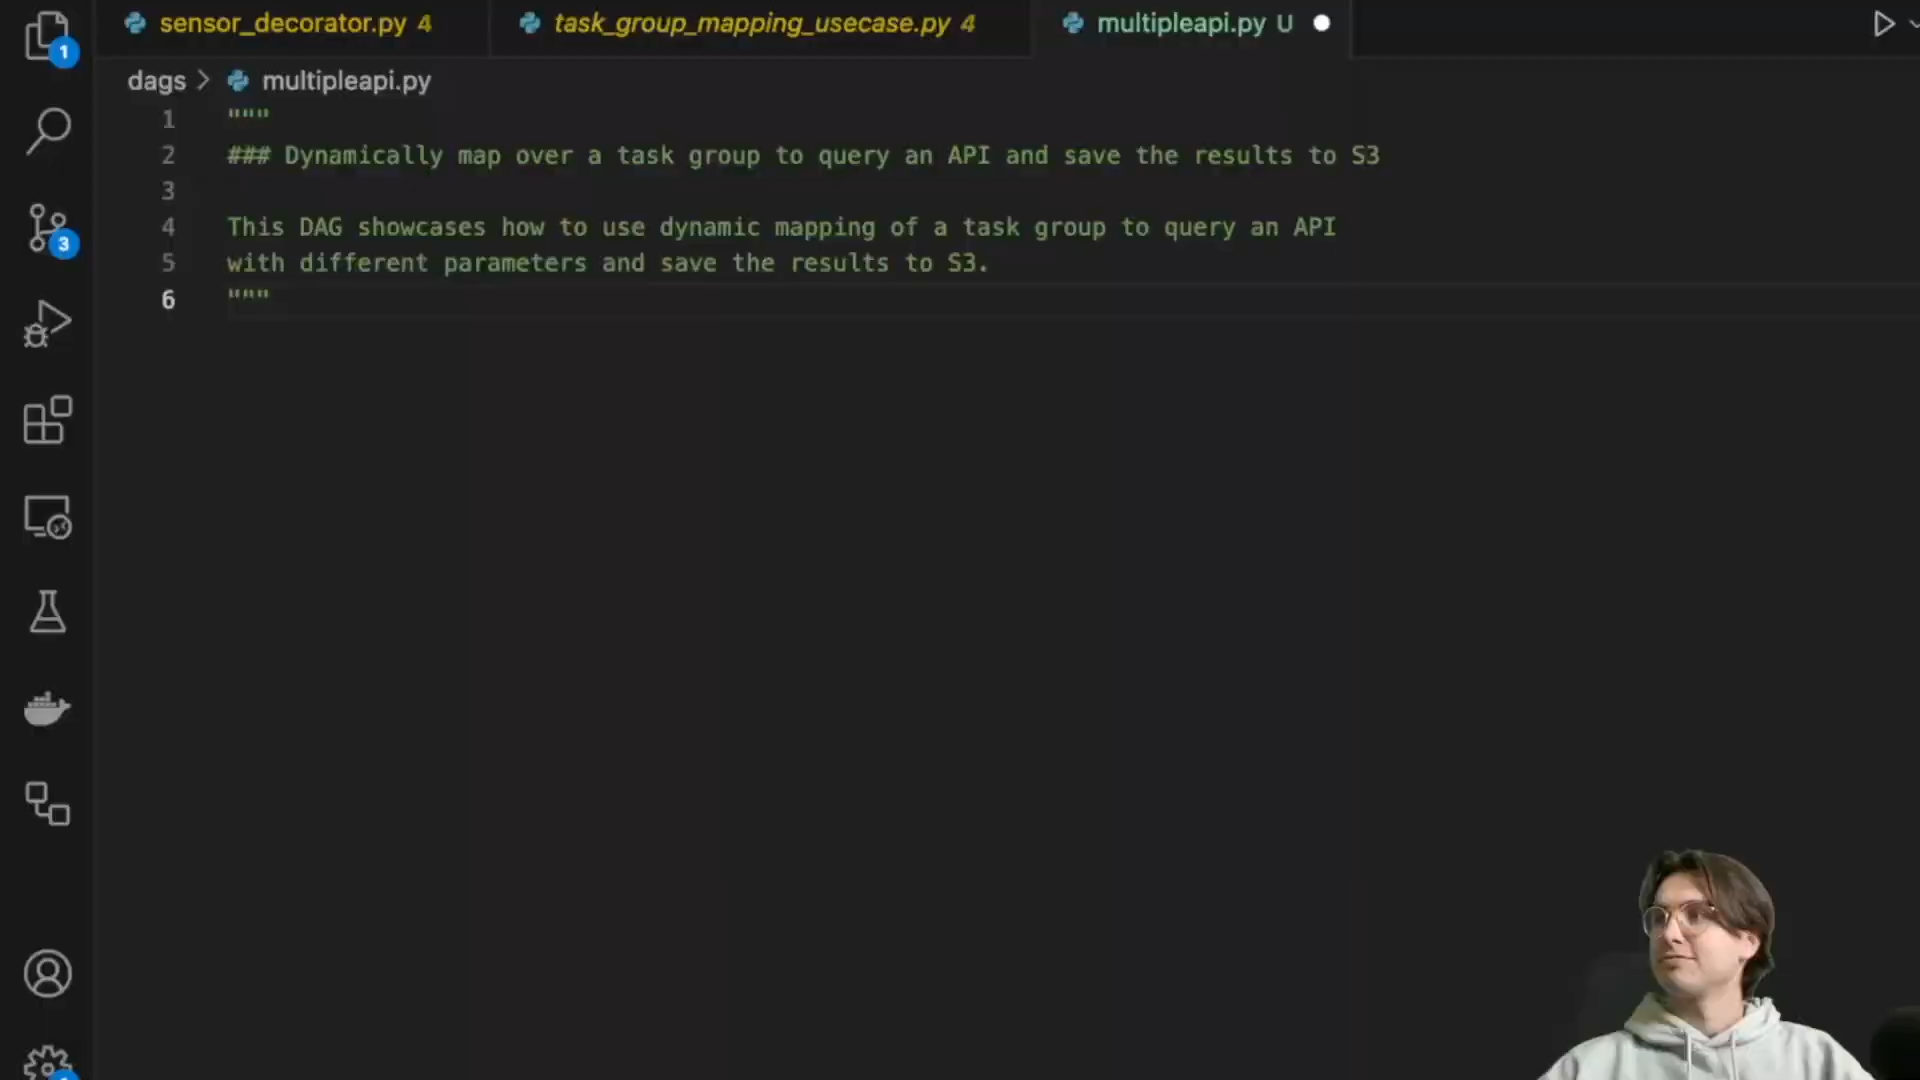 sensor_decorator.py 4
task_group_mapping_usecase.py 4
multipleapi.py U
1
dags > multipleapi.py
1 """
2 ### Dynamically map over a task group to query an API and save the results to S3
3
4 This DAG showcases how to use dynamic mapping of a task group to query an API
5 with different parameters and save the results to S3.
6 """
3